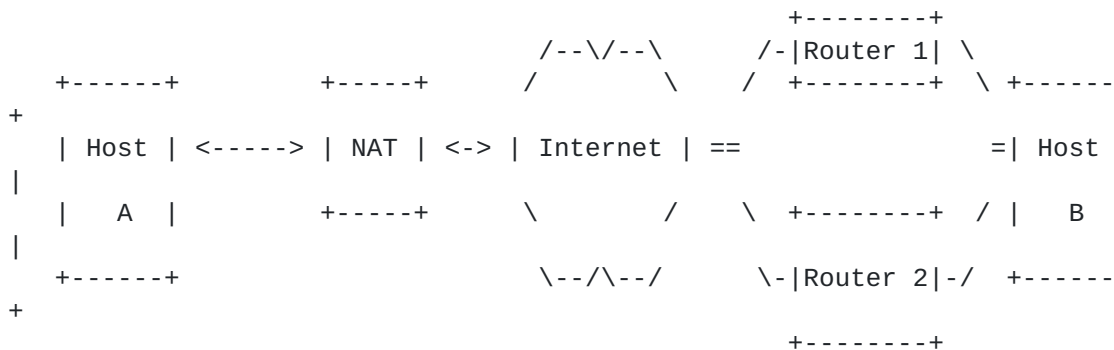 +--------+
                                 /--\/--\      /-|Router 1| \
   +------+         +-----+      /        \    /  +--------+  \ +------
+
   | Host | <-----> | NAT | <-> | Internet | ==               =| Host
|
   |   A  |         +-----+      \        /    \  +--------+  / |   B
|
   +------+                       \--/\--/      \-|Router 2|-/  +------
+
                                                +--------+